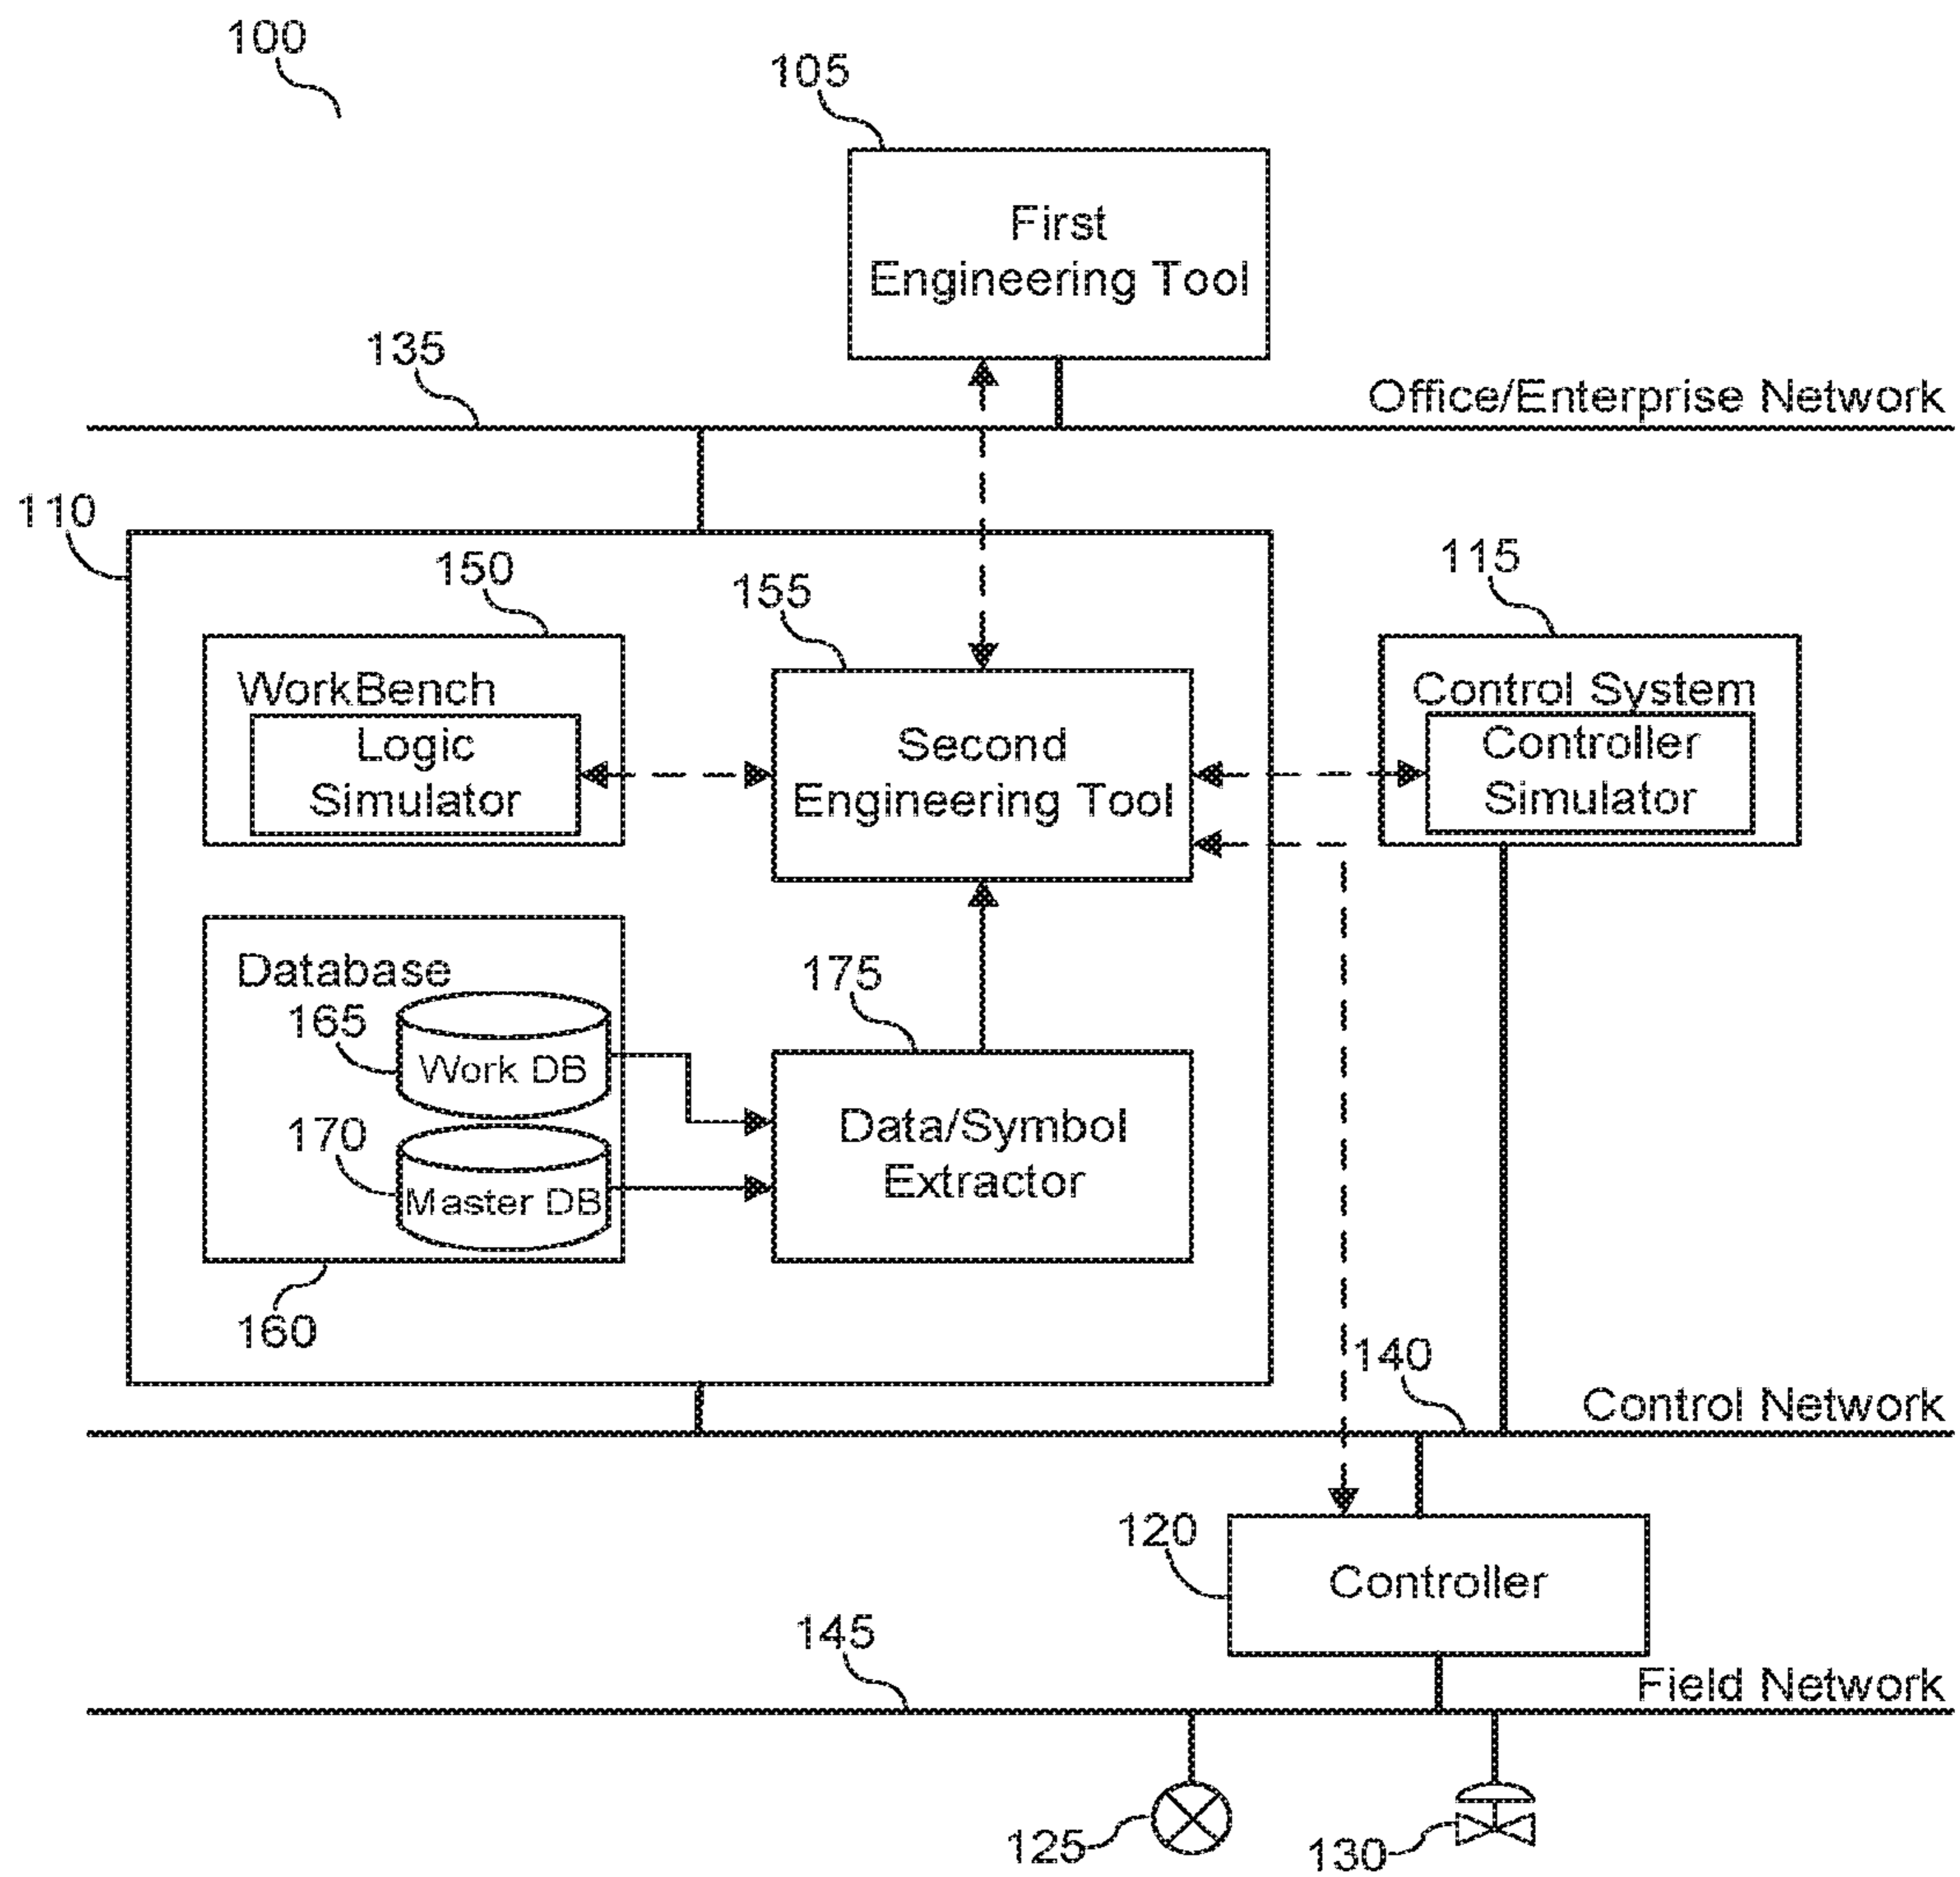 100
105
First
Engineering Tool
135
Office/Enterprise Network
110
150
155
115
WorkBench
Logic
Simulator
Second
Engineering Tool
Control System
Controller
Simulator
Database
165
Work DB
170
Master DB
175
Data/Symbol
Extractor
160
140
Control Network
120
Controller
145
Field Network
125
130